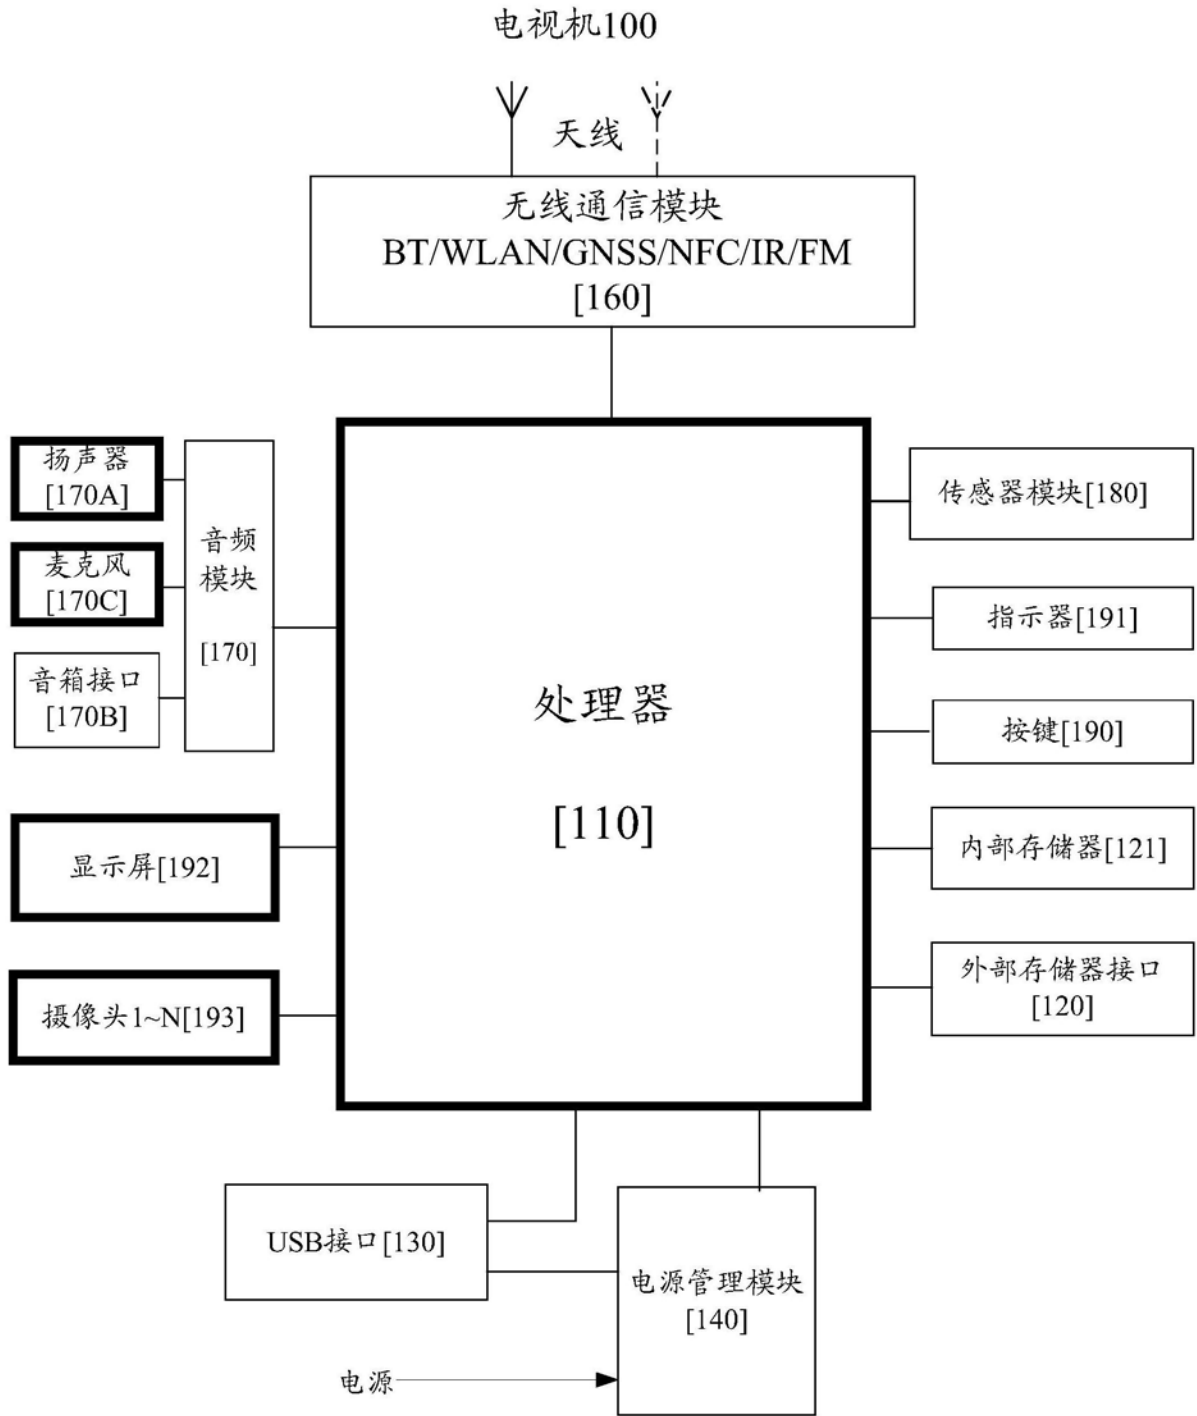 电视机100
天线
无线通信模块
BT/WLAN/GNSS/NFC/IR/FM
[160]
扬声器
[170A]
麦克风
[170C]
音箱接口
[170B]
音频
模块
[170]
显示屏[192]
摄像头1~N[193]
处理器
[110]
传感器模块[180]
指示器[191]
按键[190]
内部存储器[121]
外部存储器接口
[120]
USB接口[130]
电源管理模块
[140]
电源